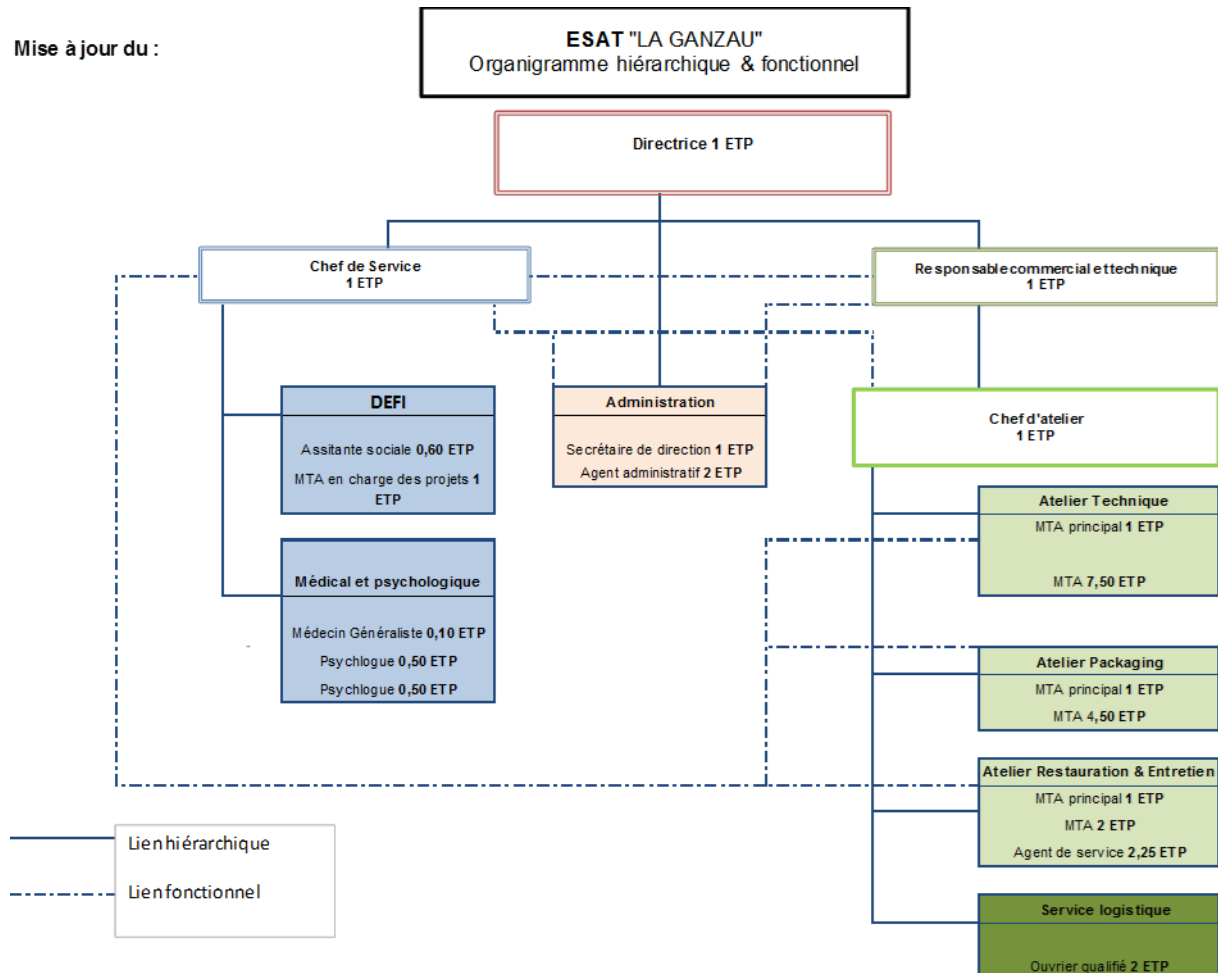 Mise à jour du :
ESAT "LA GANZAU"
Organigramme hiérarchique & fonctionnel
Directrice 1 ETP
Chef de Service
1 ETP
Responsable commercial et technique
1 ETP
DEFI
Assitante sociale 0,60 ETP
MTA en charge des projets 1
ETP
Administration
Secrétaire de direction 1 ETP
Agent administratif 2 ETP
Chef d'atelier
1 ETP
Médical et psychologique
Médecin Généraliste 0,10 ETP
Psychlogue 0,50 ETP
Psychlogue 0,50 ETP
Atelier Technique
MTA principal 1 ETP
MTA 7,50 ETP
Atelier Packaging
MTA principal 1 ETP
MTA 4,50 ETP
Atelier Restauration & Entretien
MTA principal 1 ETP
MTA 2 ETP
Agent de service 2,25 ETP
Service logistique
Ouvrier qualifié 2 ETP
Lien hiérarchique
Lien fonctionnel